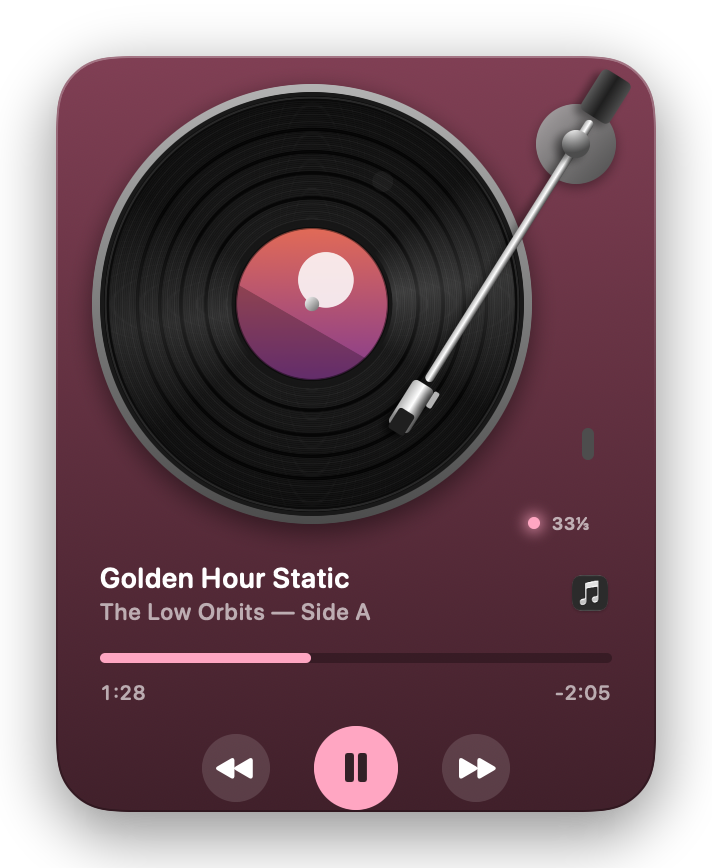 33⅓
Golden Hour Static
The Low Orbits — Side A
1:28
-2:05